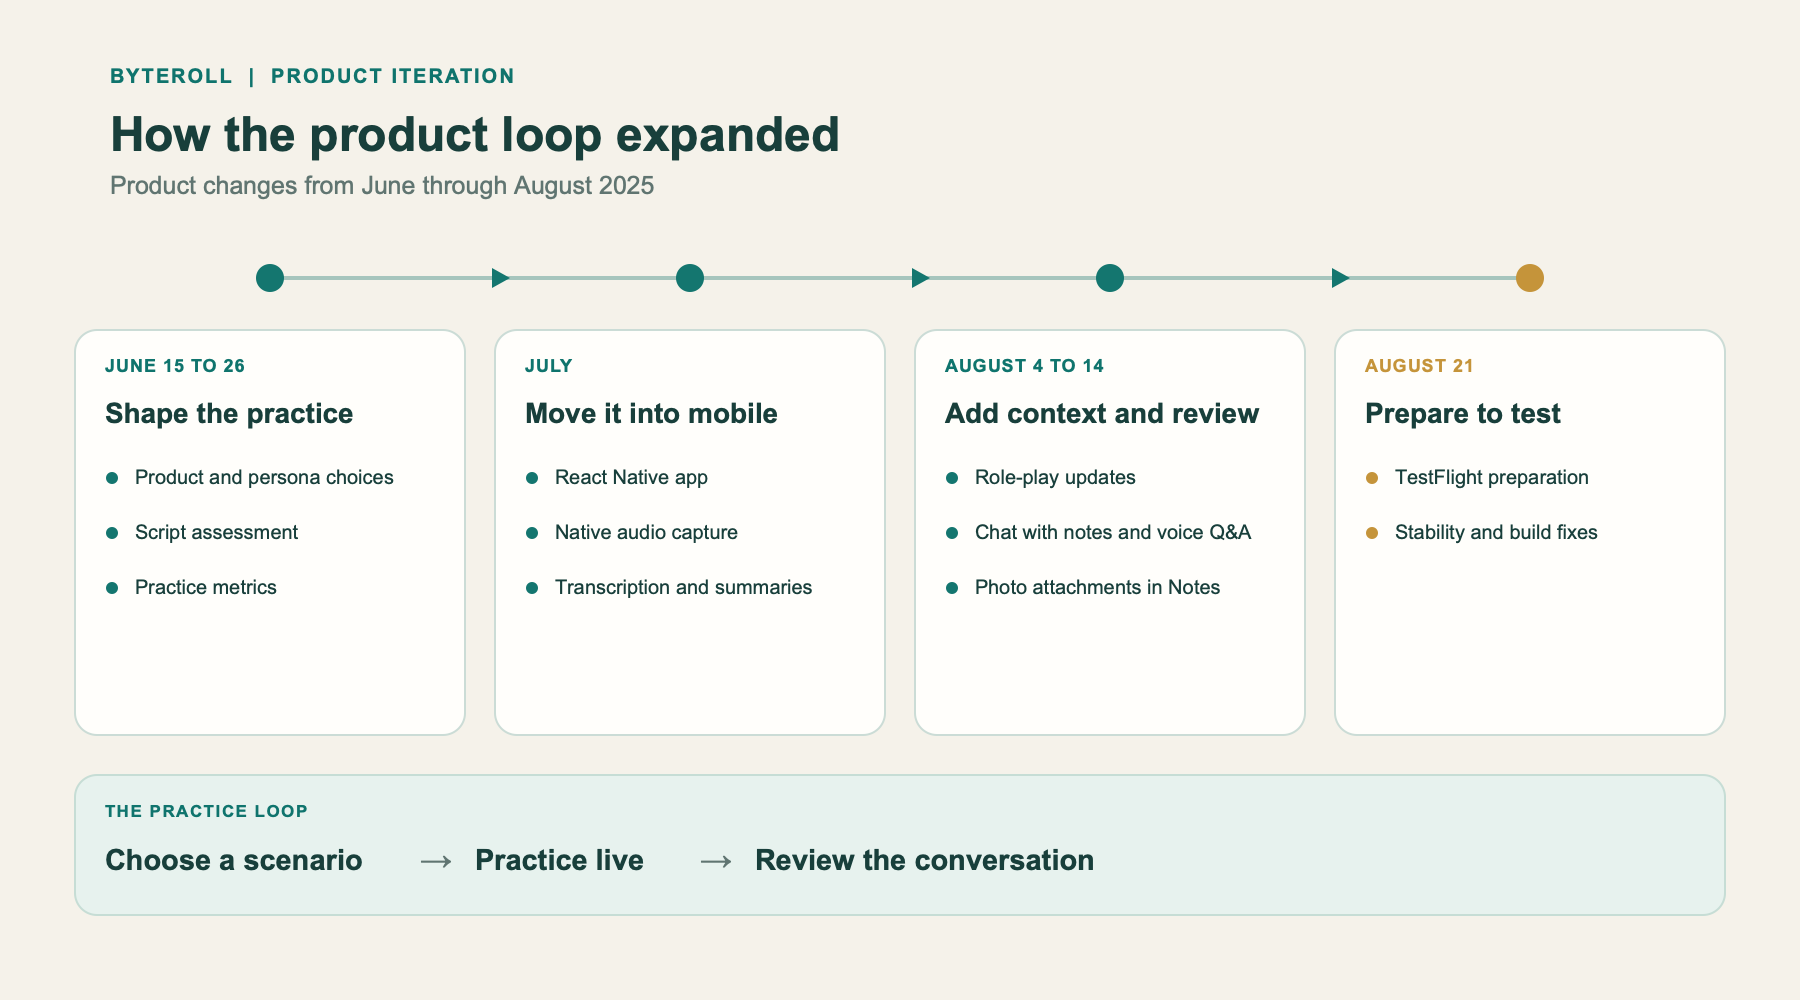 BYTEROLL | PRODUCT ITERATION
How the product loop expanded
Product changes from June through August 2025
JUNE 15 TO 26
Shape the practice
Product and persona choices
Script assessment
Practice metrics
JULY
Move it into mobile
React Native app
Native audio capture
Transcription and summaries
AUGUST 4 TO 14
Add context and review
Role-play updates
Chat with notes and voice Q&A
Photo attachments in Notes
AUGUST 21
Prepare to test
TestFlight preparation
Stability and build fixes
THE PRACTICE LOOP
Choose a scenario → Practice live → Review the conversation